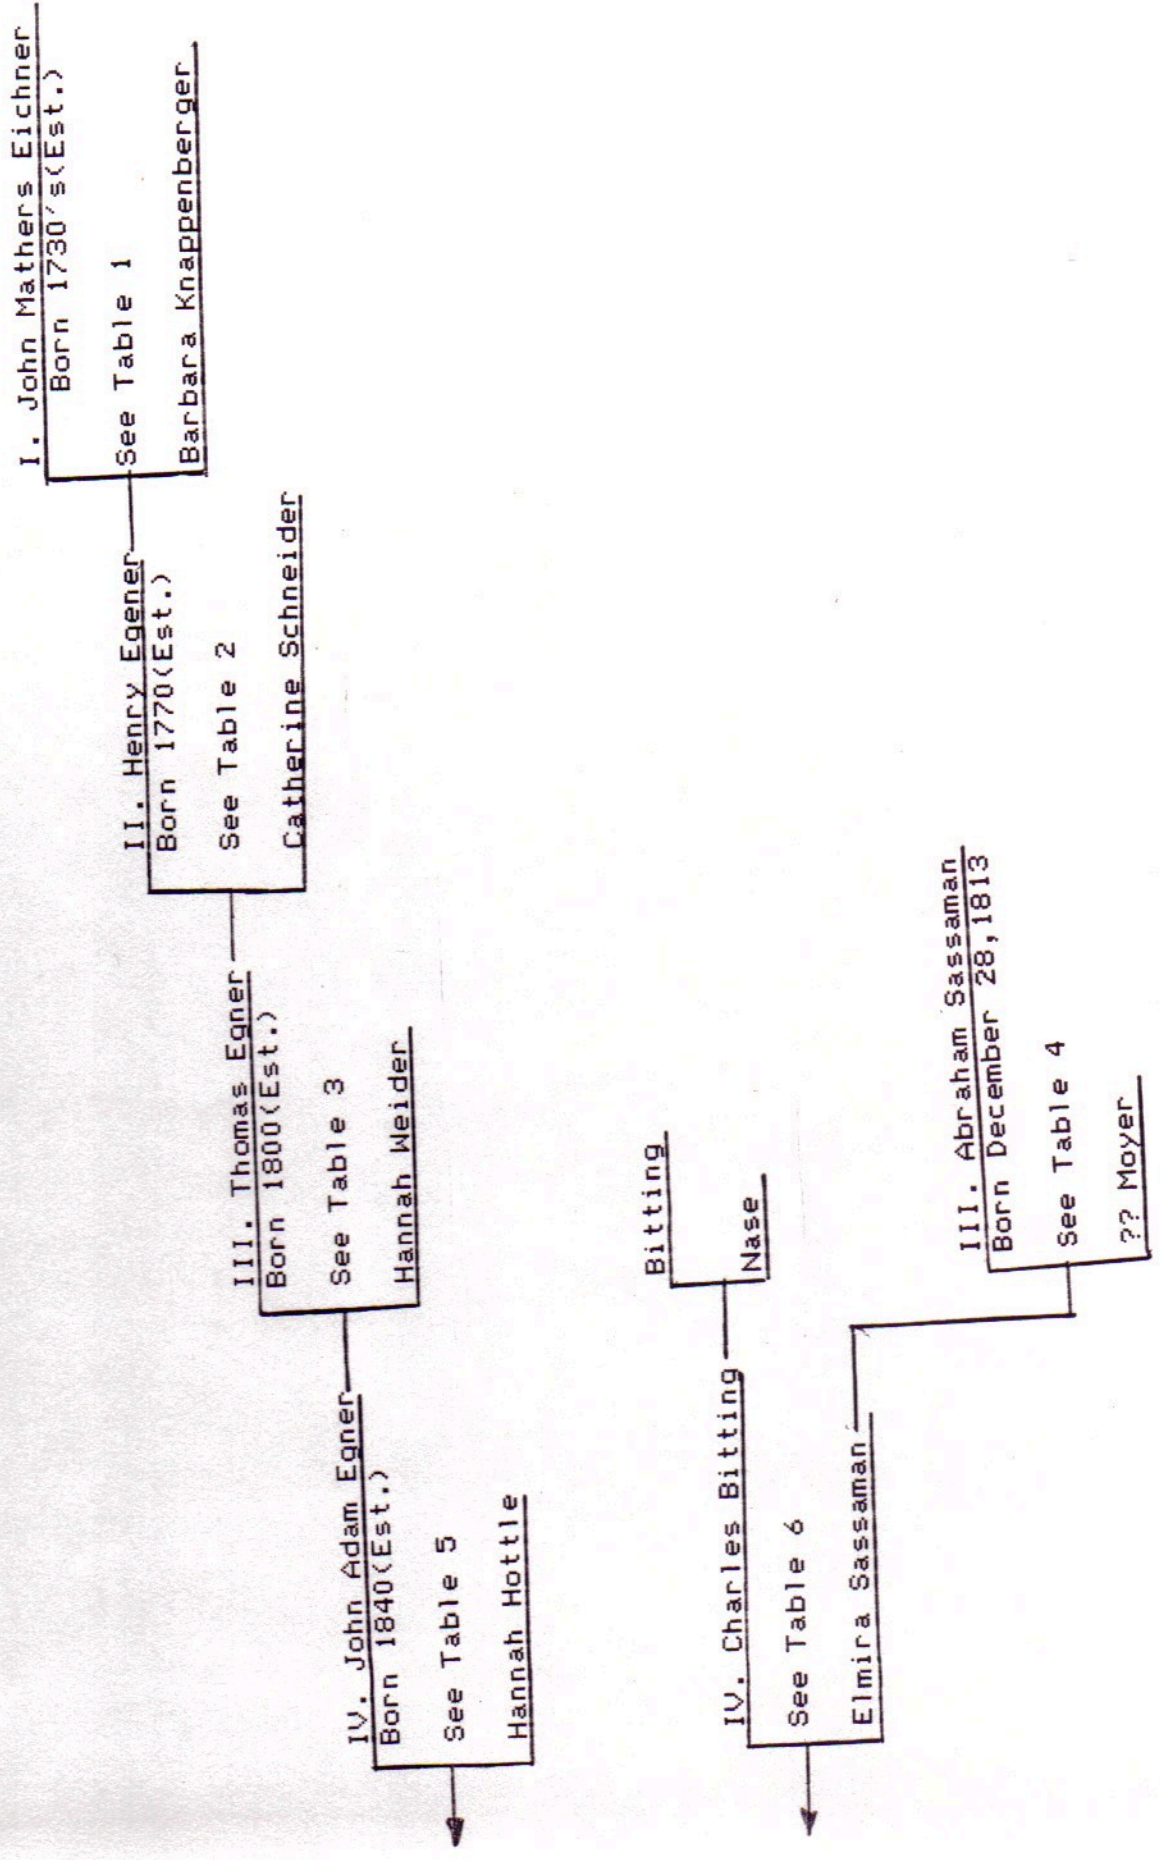 I. John Mathers Eichner
Born 1730's(Est.)
See Table 1
Barbara Knappenberger
II. Henry Egener
Born 1770(Est.)
See Table 2
Catherine Schneider
III. Thomas Egner
Born 1800(Est.)
See Table 3
Hannah Weider
IV. John Adam Egner
Born 1840(Est.)
See Table 5
Hannah Hottle
Bitting
Nase
IV. Charles Bitting
See Table 6
Elmira Sassaman
III. Abraham Sassaman
Born December 28,1813
See Table 4
?? Moyer